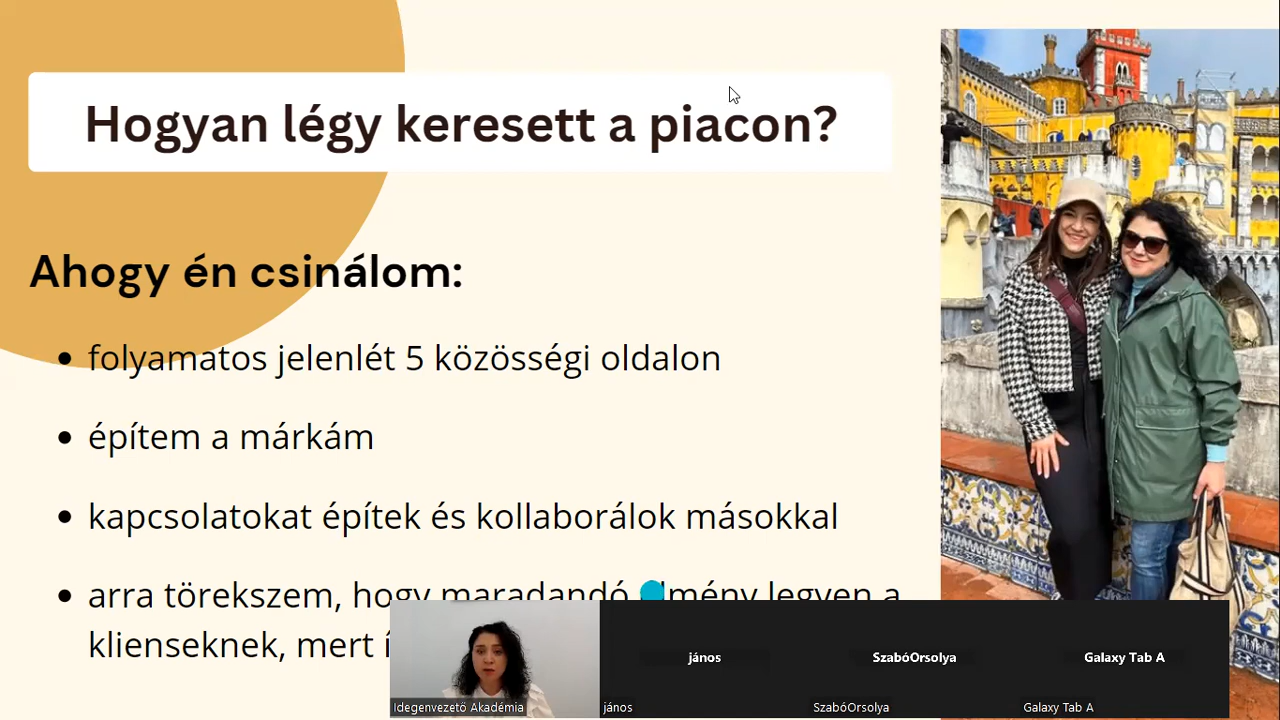 Hogyan légy keresett a piacon?
Ahogy én csinálom:
• folyamatos jelenlét 5 közösségi oldalon
• építem a márkám
• kapcsolatokat építek és kollaborálok másokkal
• arra törekszem, hogy maradandó élmény legyen a
klienseknek, mert
János SzabóOrsolya Galaxy Tab A
Idegenvezető Akadémia János SzabóOrsolya Galaxy Tab A